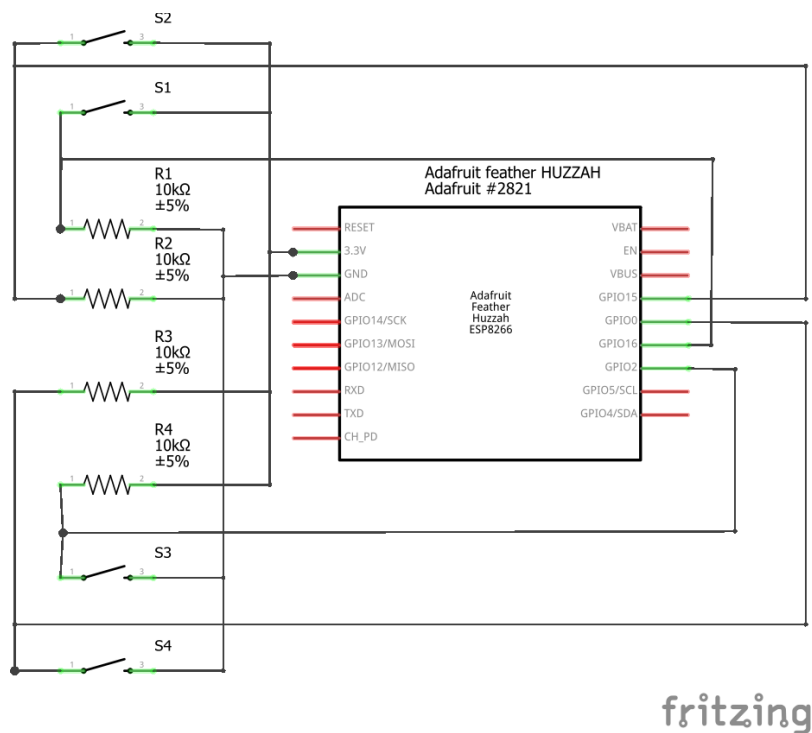 S2
1
3
S1
1
3
R1
10kΩ
±5%
1
2
R2
10kΩ
±5%
1
2
R3
10kΩ
±5%
1
2
R4
10kΩ
±5%
1
2
S3
1
3
S4
1
3
Adafruit feather HUZZAH
Adafruit #2821
RESET
3.3V
GND
ADC
GPIO14/SCK
GPIO13/MOSI
GPIO12/MISO
RXD
TXD
CH_PD
Adafruit
Feather
Huzzah
ESP8266
VBAT
EN
VBUS
GPIO15
GPIO0
GPIO16
GPIO2
GPIO5/SCL
GPIO4/SDA
fritzing